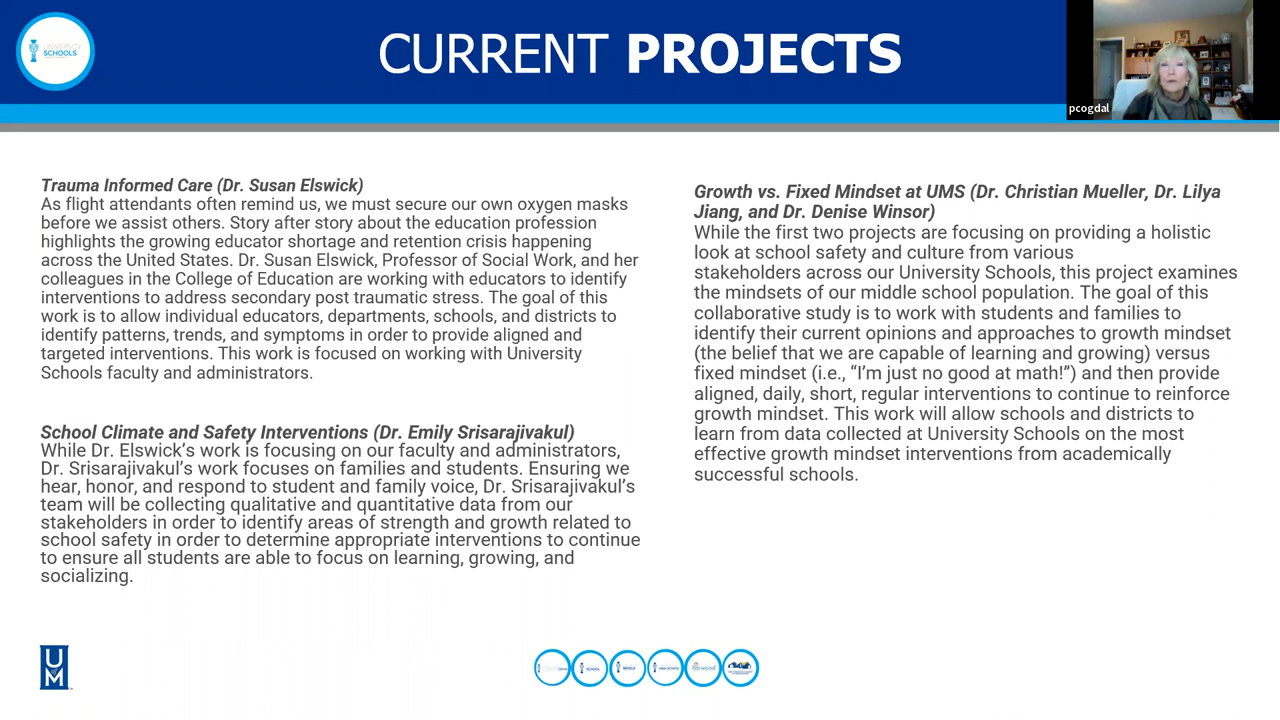 UNIVERSITY
SCHOOLS
CURRENT PROJECTS
pcogdal
Trauma Informed Care (Dr. Susan Elswick)
As flight attendants often remind us, we must secure our own oxygen masks
before we assist others. Story after story about the education profession
highlights the growing educator shortage and retention crisis happening
across the United States. Dr. Susan Elswick, Professor of Social Work, and her
colleagues in the College of Education are working with educators to identify
interventions to address secondary post traumatic stress. The goal of this
work is to allow individual educators, departments, schools, and districts to
identify patterns, trends, and symptoms in order to provide aligned and
targeted interventions. This work is focused on working with University
Schools faculty and administrators.
School Climate and Safety Interventions (Dr. Emily Srisarajivakul)
While Dr. Elswick’s work is focusing on our faculty and administrators,
Dr. Srisarajivakul’s work focuses on families and students. Ensuring we
hear, honor, and respond to student and family voice, Dr. Srisarajivakul’s
team will be collecting qualitative and quantitative data from our
stakeholders in order to identify areas of strength and growth related to
school safety in order to determine appropriate interventions to continue
to ensure all students are able to focus on learning, growing, and
socializing.
Growth vs. Fixed Mindset at UMS (Dr. Christian Mueller, Dr. Lilya
Jiang, and Dr. Denise Winsor)
While the first two projects are focusing on providing a holistic
look at school safety and culture from various
stakeholders across our University Schools, this project examines
the mindsets of our middle school population. The goal of this
collaborative study is to work with students and families to
identify their current opinions and approaches to growth mindset
(the belief that we are capable of learning and growing) versus
fixed mindset (i.e., “I’m just no good at math!”) and then provide
aligned, daily, short, regular interventions to continue to reinforce
growth mindset. This work will allow schools and districts to
learn from data collected at University Schools on the most
effective growth mindset interventions from academically
successful schools.
UM